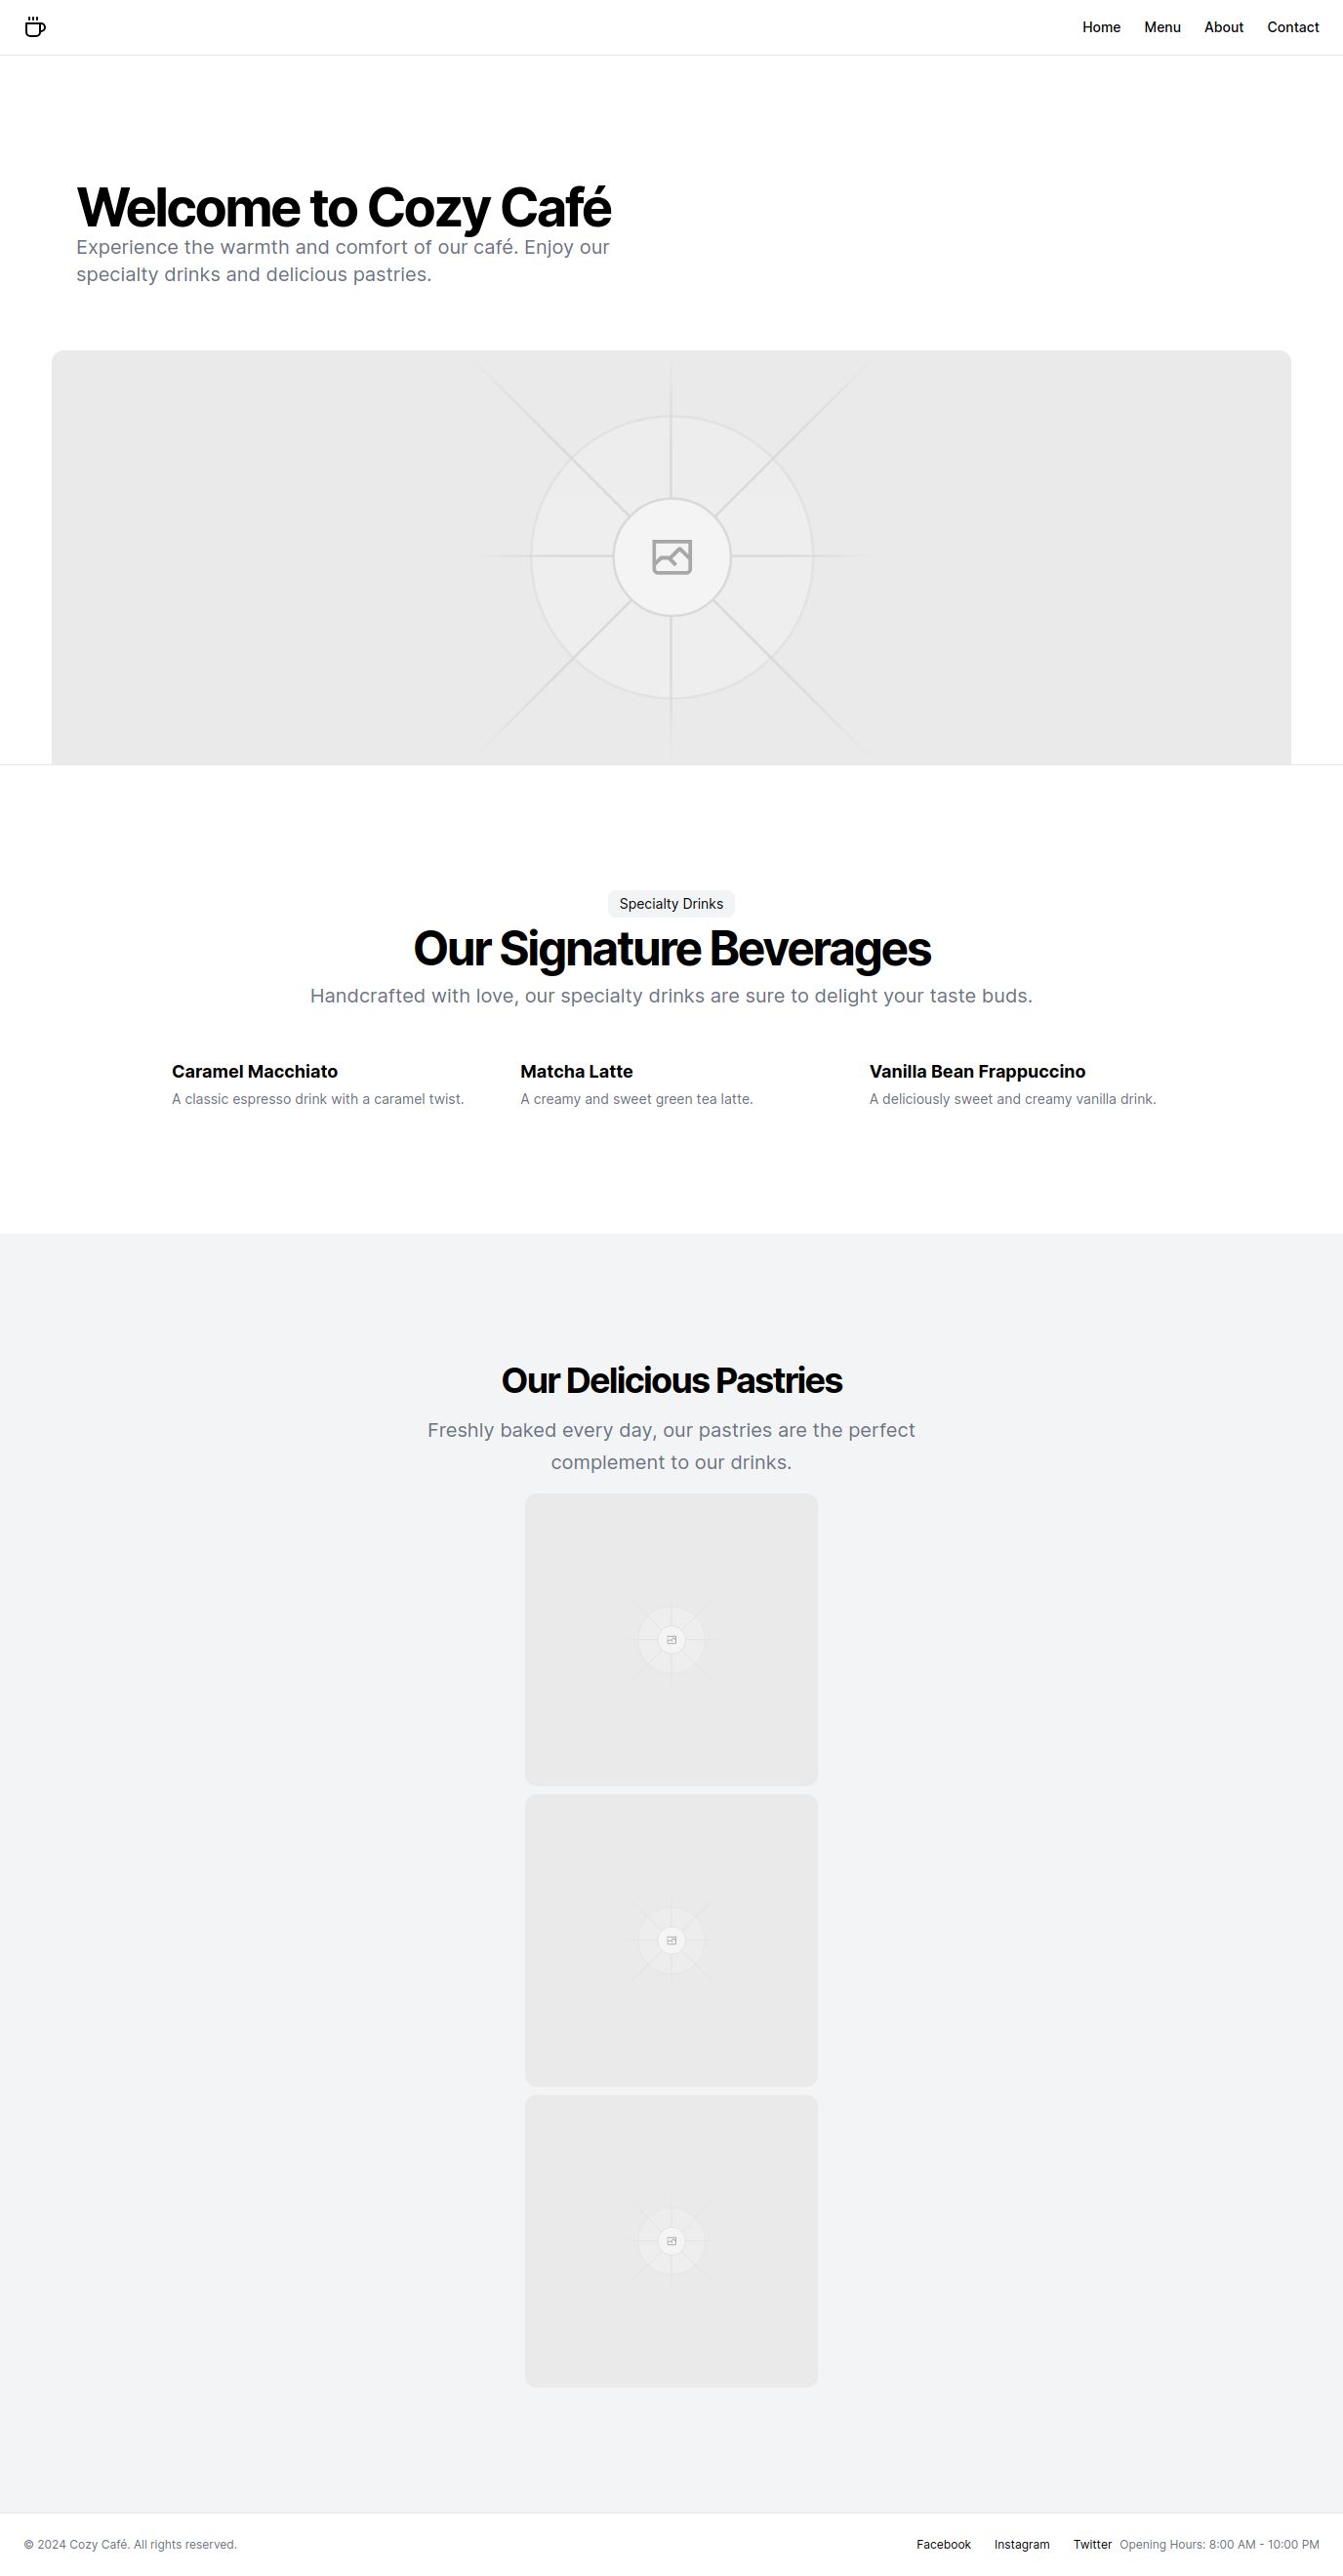 Home Menu About Contact
Welcome to Cozy Café
Experience the warmth and comfort of our café. Enjoy our
specialty drinks and delicious pastries.
Specialty Drinks
Our Signature Beverages
Handcrafted with love, our specialty drinks are sure to delight your taste buds.
Caramel Macchiato
A classic espresso drink with a caramel twist.
Matcha Latte
A creamy and sweet green tea latte.
Vanilla Bean Frappuccino
A deliciously sweet and creamy vanilla drink.
Our Delicious Pastries
Freshly baked every day, our pastries are the perfect
complement to our drinks.
© 2024 Cozy Café. All rights reserved.
Facebook Instagram Twitter Opening Hours: 8:00 AM - 10:00 PM